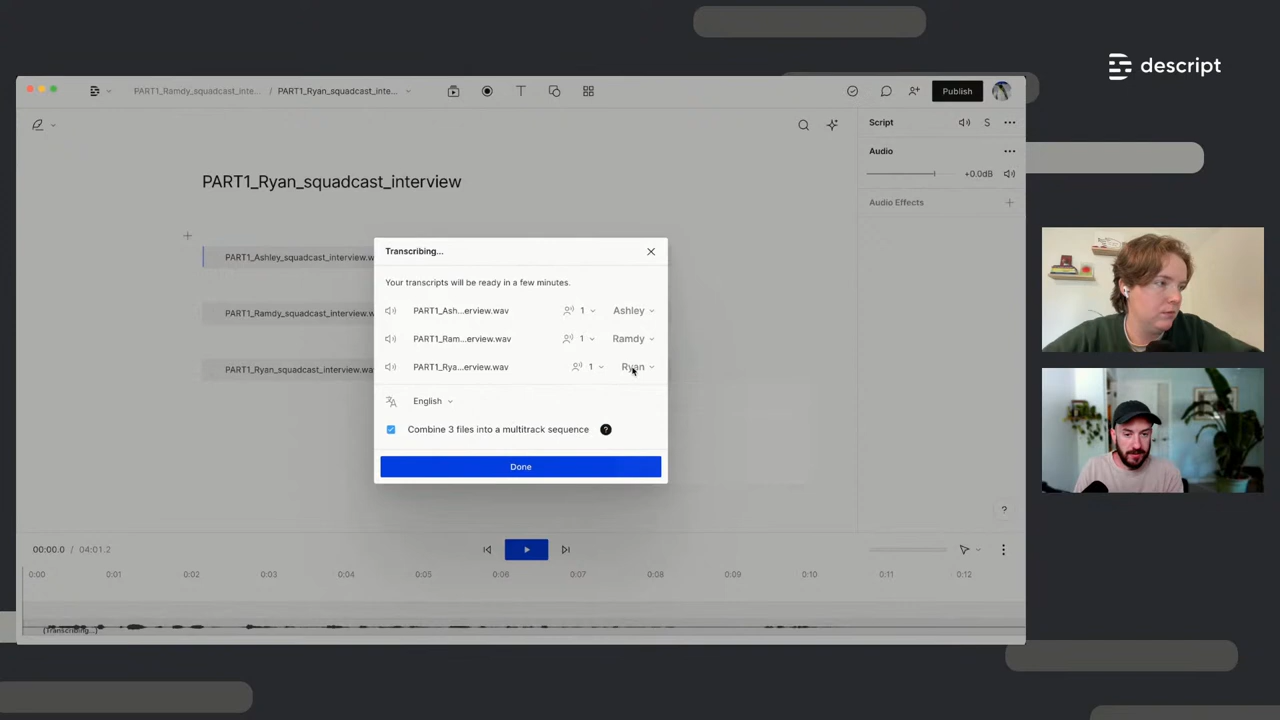 descript
PART1_Ramdy_squadcast_inte... / PART1_Ryan_squadcast_inte...
Publish
Script
S
Audio
+0.0dB
Audio Effects
PART1_Ryan_squadcast_interview
PART1_Ashley_squadcast_interview.w
PART1_Ramdy_squadcast_interview.w
PART1_Ryan_squadcast_interview.wa
Transcribing...
Your transcripts will be ready in a few minutes.
PART1_Ash...erview.wav 1 Ashley
PART1_Ram...erview.wav 1 Ramdy
PART1_Rya...erview.wav 1 Ryan
English
Combine 3 files into a multitrack sequence ?
Done
?
00:00.0 / 04:01.2
0:00 0:01 0:02 0:03 0:04 0:05 0:06 0:07 0:08 0:09 0:10 0:11 0:12
(Transcribing...)